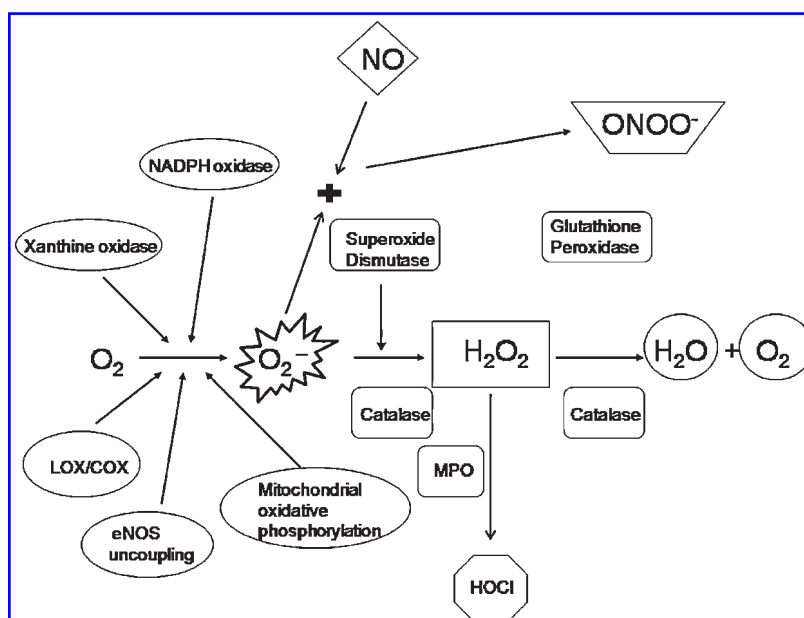 NO
ONOO⁻
NADPH oxidase
+
Superoxide
Dismutase
Glutathione
Peroxidase
Xanthine oxidase
O₂
O₂⁻
H₂O₂
H₂O + O₂
Catalase
Catalase
LOX/COX
MPO
Mitochondrial
oxidative
phosphorylation
eNOS
uncoupling
HOCl